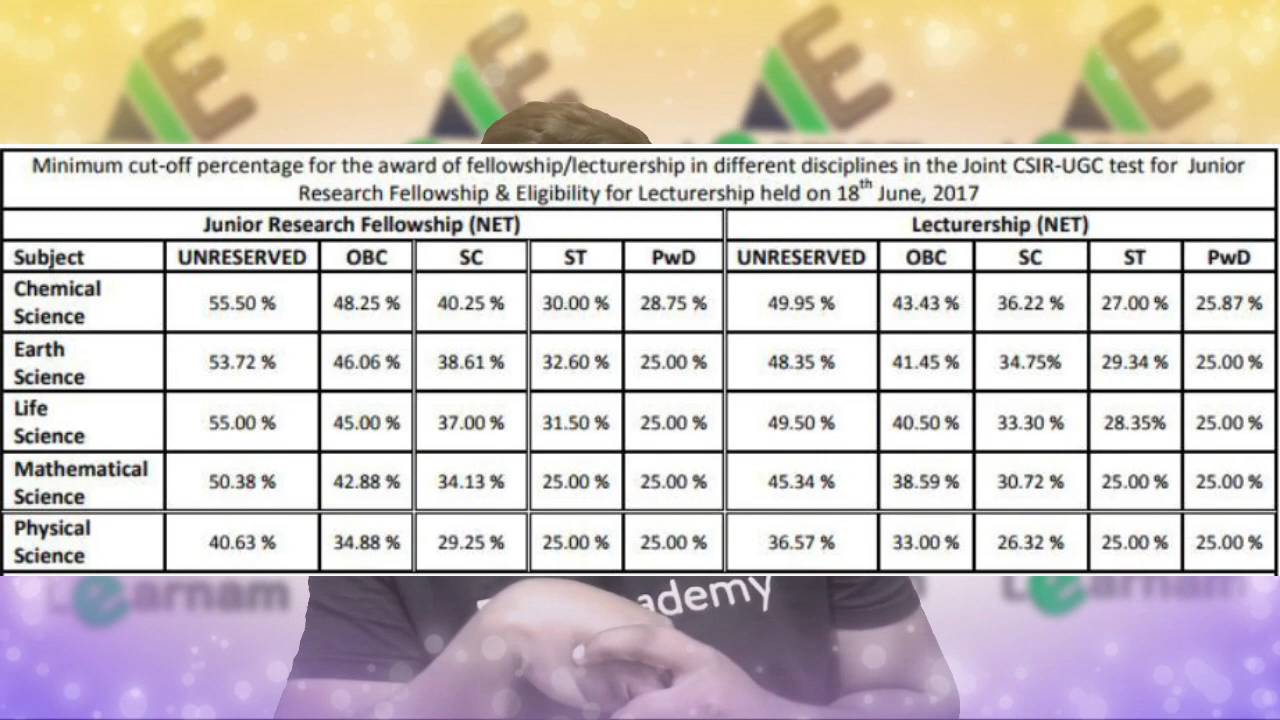 Minimum cut-off percentage for the award of fellowship/lecturership in different disciplines in the Joint CSIR-UGC test for Junior
Research Fellowship & Eligibility for Lecturership held on 18th June, 2017
Junior Research Fellowship (NET) Lecturership (NET)
Subject UNRESERVED OBC SC ST PwD UNRESERVED OBC SC ST PwD
Chemical
Science 55.50 % 48.25 % 40.25 % 30.00 % 28.75 % 49.95 % 43.43 % 36.22 % 27.00 % 25.87 %
Earth
Science 53.72 % 46.06 % 38.61 % 32.60 % 25.00 % 48.35 % 41.45 % 34.75% 29.34 % 25.00 %
Life
Science 55.00 % 45.00 % 37.00 % 31.50 % 25.00 % 49.50 % 40.50 % 33.30 % 28.35% 25.00 %
Mathematical
Science 50.38 % 42.88 % 34.13 % 25.00 % 25.00 % 45.34 % 38.59 % 30.72 % 25.00 % 25.00 %
Physical
Science 40.63 % 34.88 % 29.25 % 25.00 % 25.00 % 36.57 % 33.00 % 26.32 % 25.00 % 25.00 %
Learnam Learnam
ademy